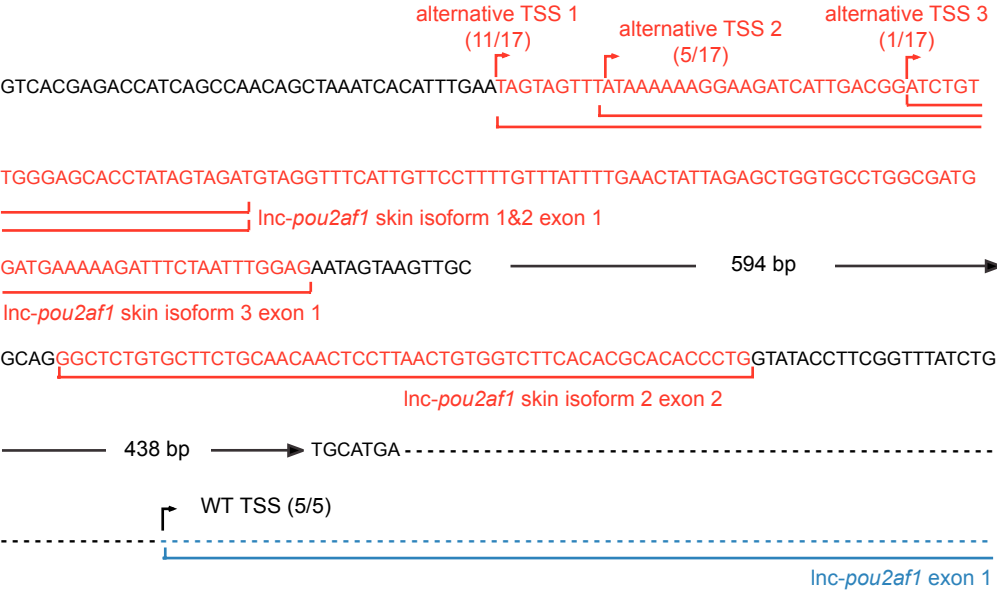 alternative TSS 1
(11/17)
alternative TSS 2
(5/17)
alternative TSS 3
(1/17)
GTCACGAGACCATCAGCCAACAGCTAAATCACATTTGAATAGTAGTTTATAAAAAAGGAAGATCATTGACGGATCTGT
TGGGAGCACCTATAGTAGATGTAGGTTTCATTGTTCCTTTTGTTTATTTTGAACTATTAGAGCTGGTGCCTGGCGATG
lnc-pou2af1 skin isoform 1&2 exon 1
GATGAAAAAGATTTCTAATTTGGAGAATAGTAAGTTGC
594 bp
lnc-pou2af1 skin isoform 3 exon 1
GCAGGGCTCTGTGCTTCTGCAACAACTCCTTAACTGTGGTCTTCACACGCACACCCTGGTATACCTTCGGTTTATCTG
lnc-pou2af1 skin isoform 2 exon 2
438 bp
TGCATGA
WT TSS (5/5)
lnc-pou2af1 exon 1